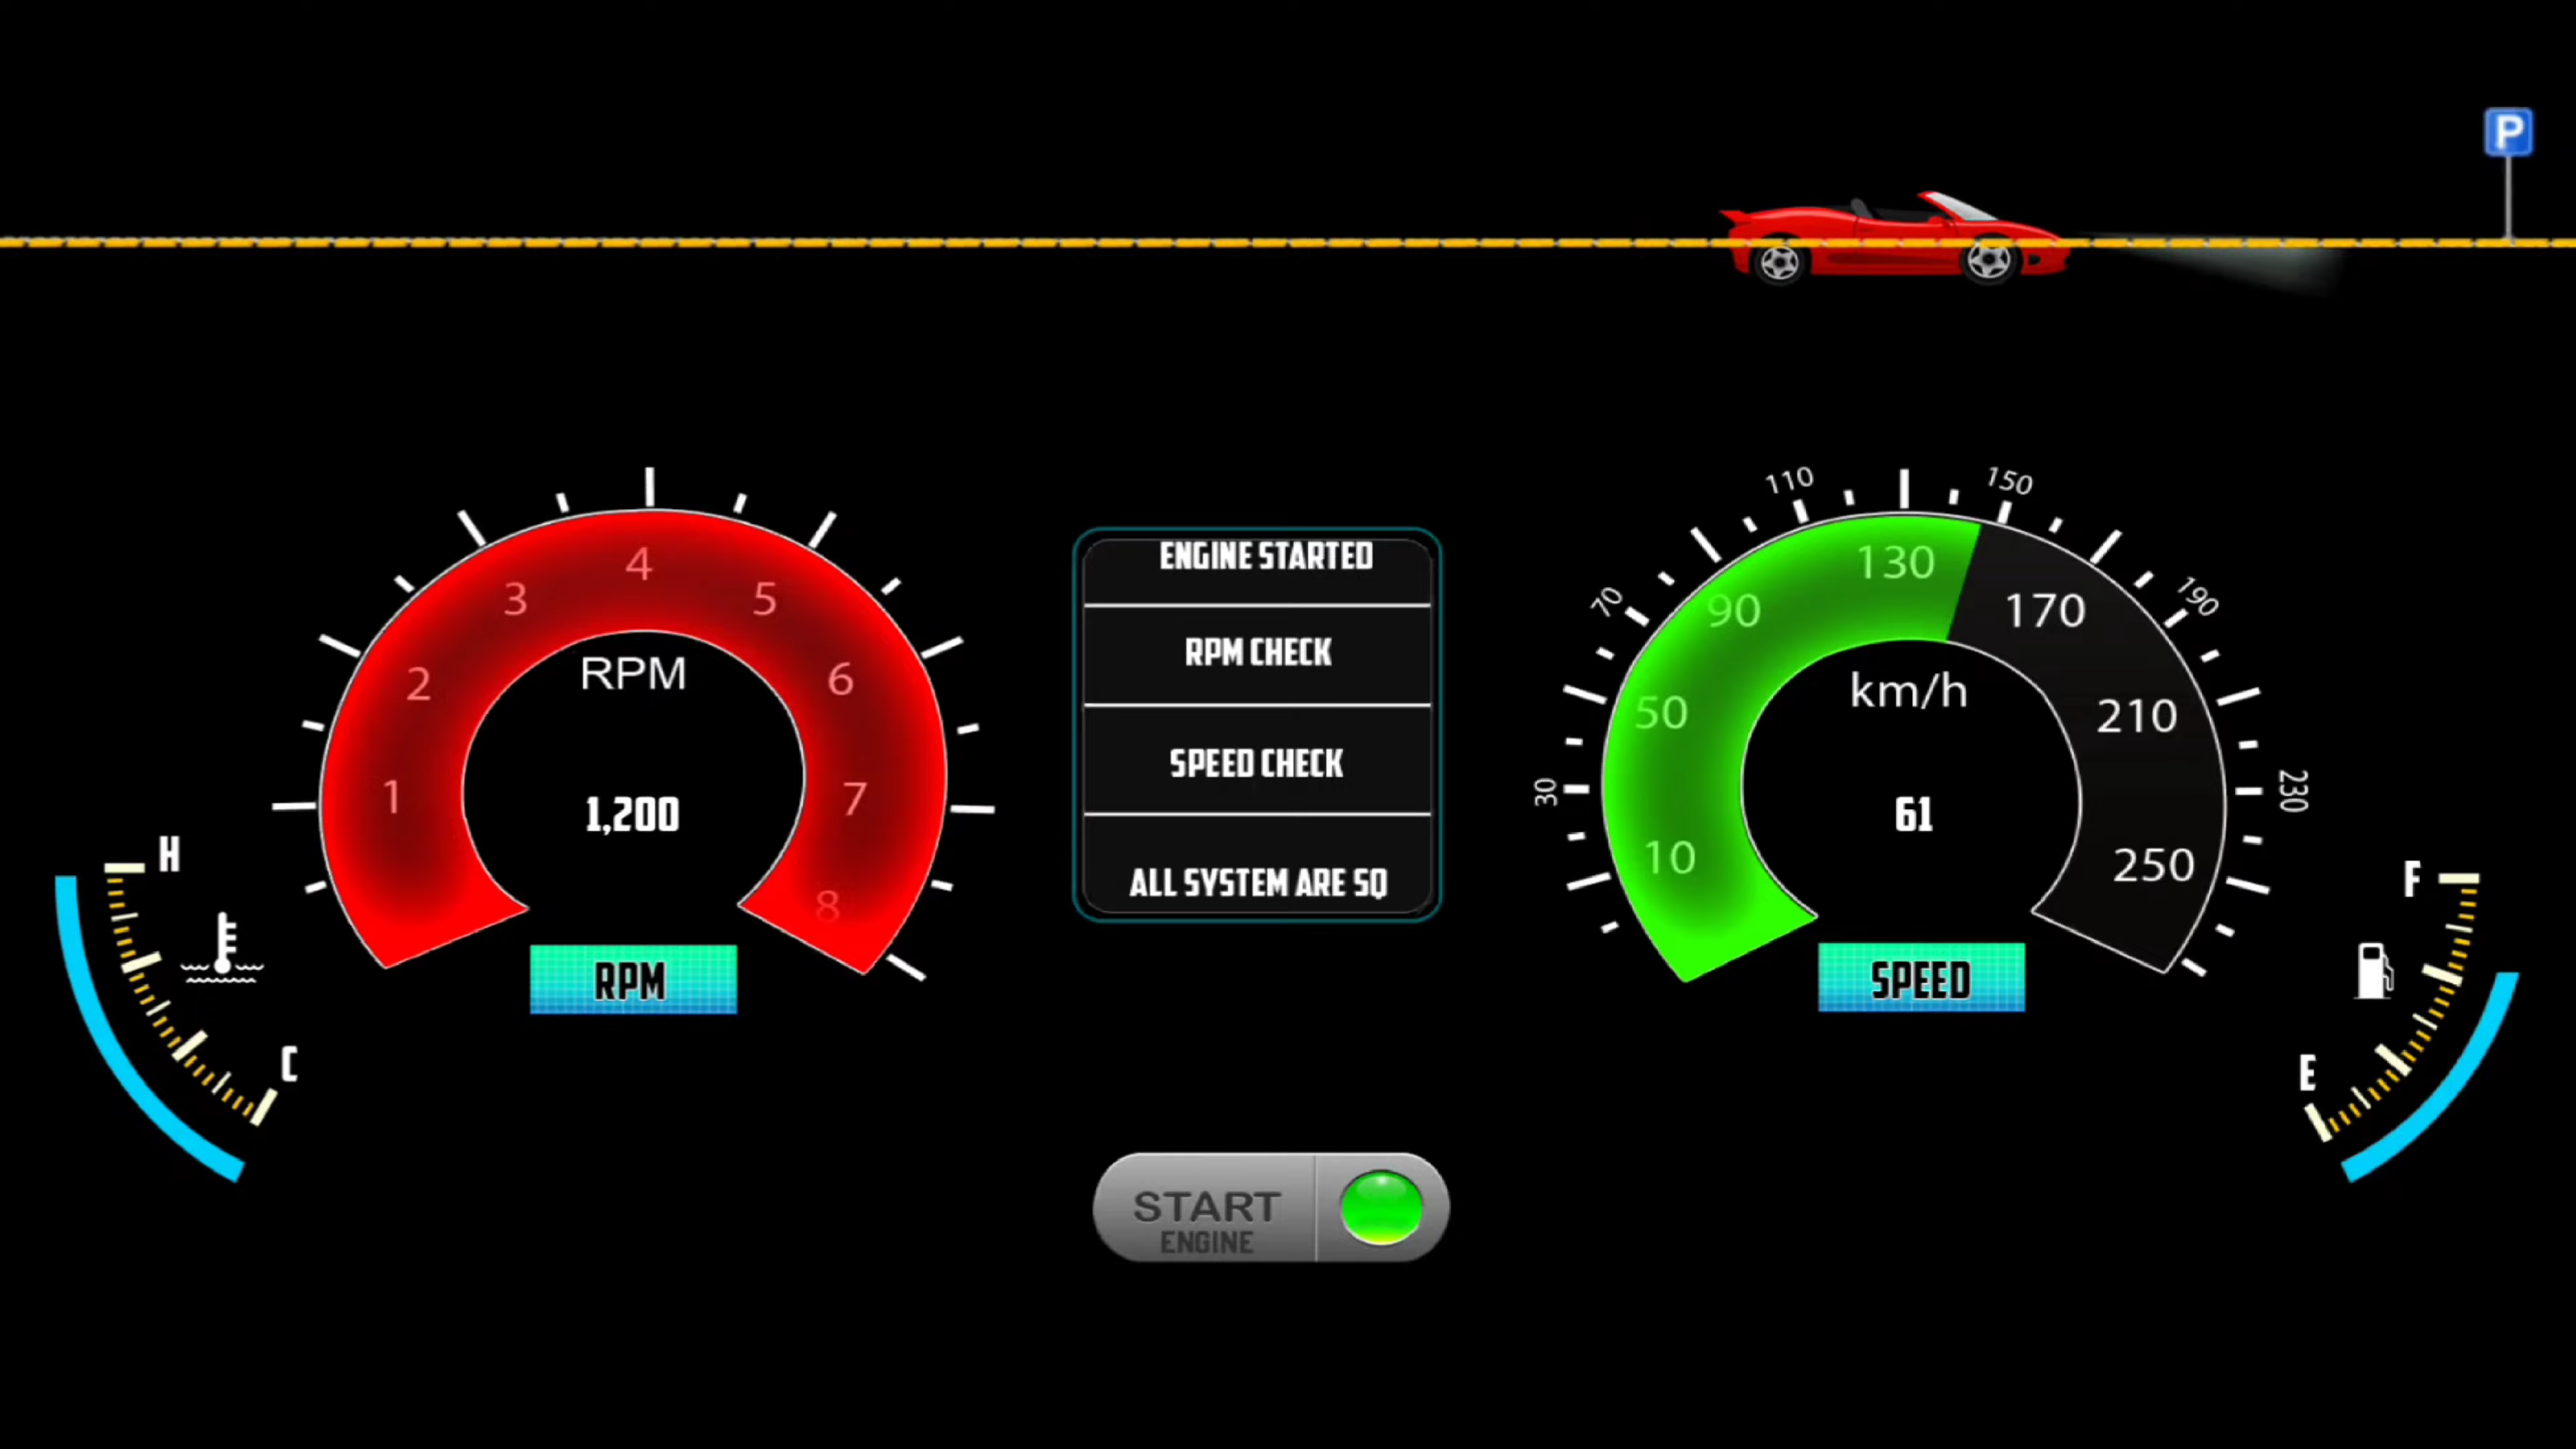 P
110
150
130
4
3
5
90
170
70
190
ENGINE STARTED
RPM CHECK
SPEED CHECK
ALL SYSTEM ARE SQ
RPM
km/h
2
6
50
210
1
7
30
230
1,200
61
H
10
250
F
8
RPM
SPEED
C
E
START
ENGINE